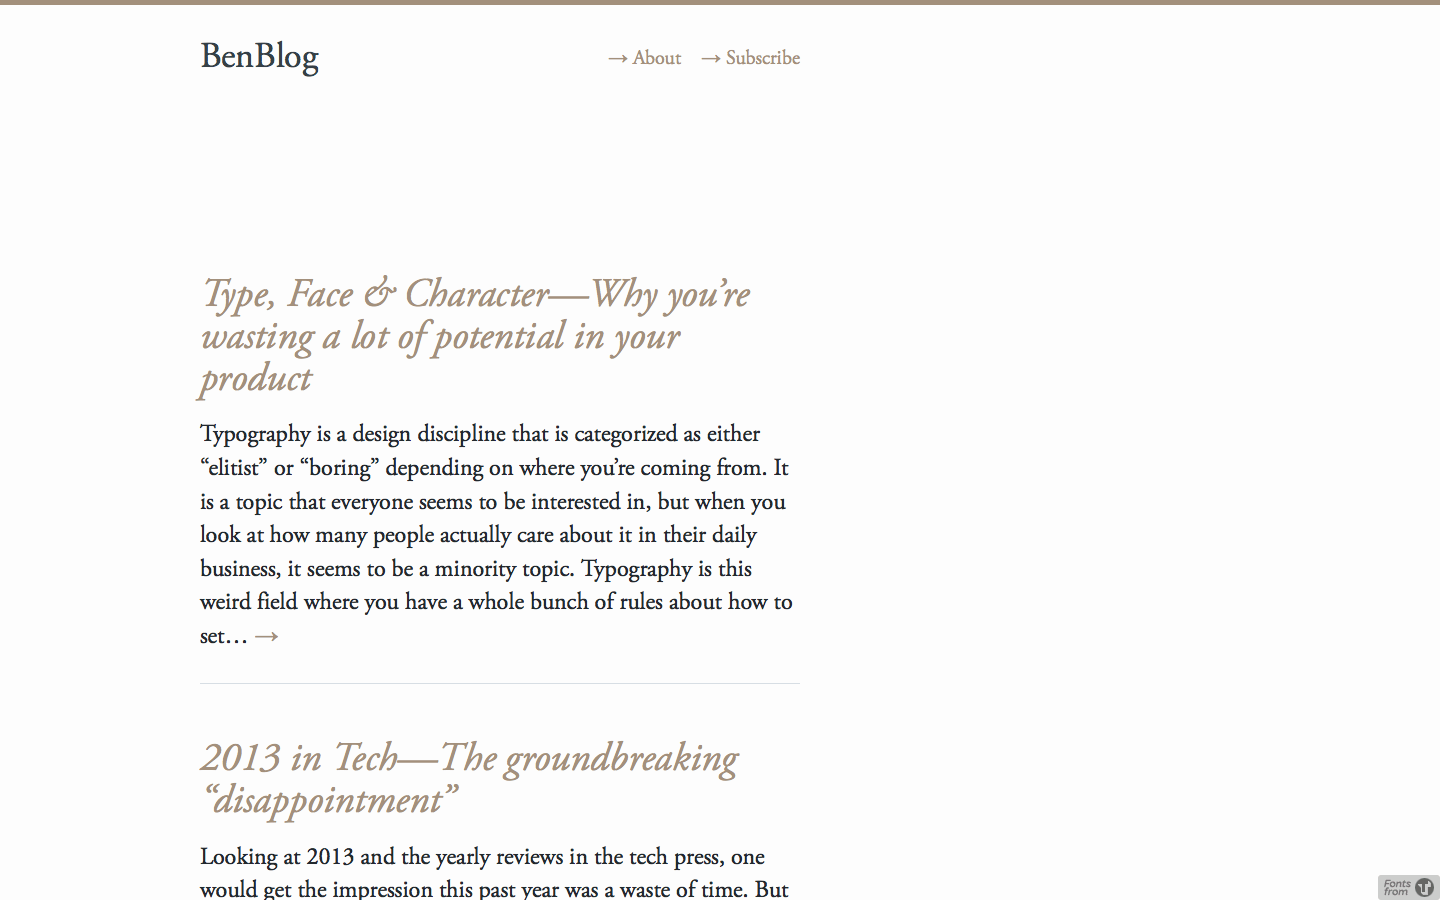 BenBlog
→ About → Subscribe
Type, Face & Character—Why you’re
wasting a lot of potential in your
product
Typography is a design discipline that is categorized as either
“elitist” or “boring” depending on where you’re coming from. It
is a topic that everyone seems to be interested in, but when you
look at how many people actually care about it in their daily
business, it seems to be a minority topic. Typography is this
weird field where you have a whole bunch of rules about how to
set… →
2013 in Tech—The groundbreaking
“disappointment”
Looking at 2013 and the yearly reviews in the tech press, one
would get the impression this past year was a waste of time. But
Fonts
from